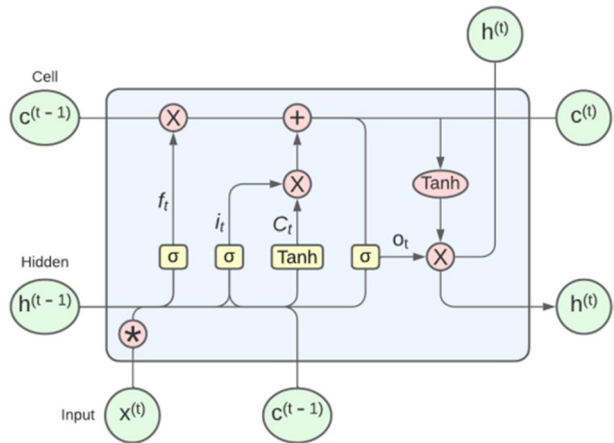 h(t)
Cell
c(t – 1)
X
+
c(t)
X
Tanh
ft
it
Ct
ot
σ
σ
Tanh
σ
X
Hidden
h(t – 1)
h(t)
*
Input
x(t)
c(t – 1)